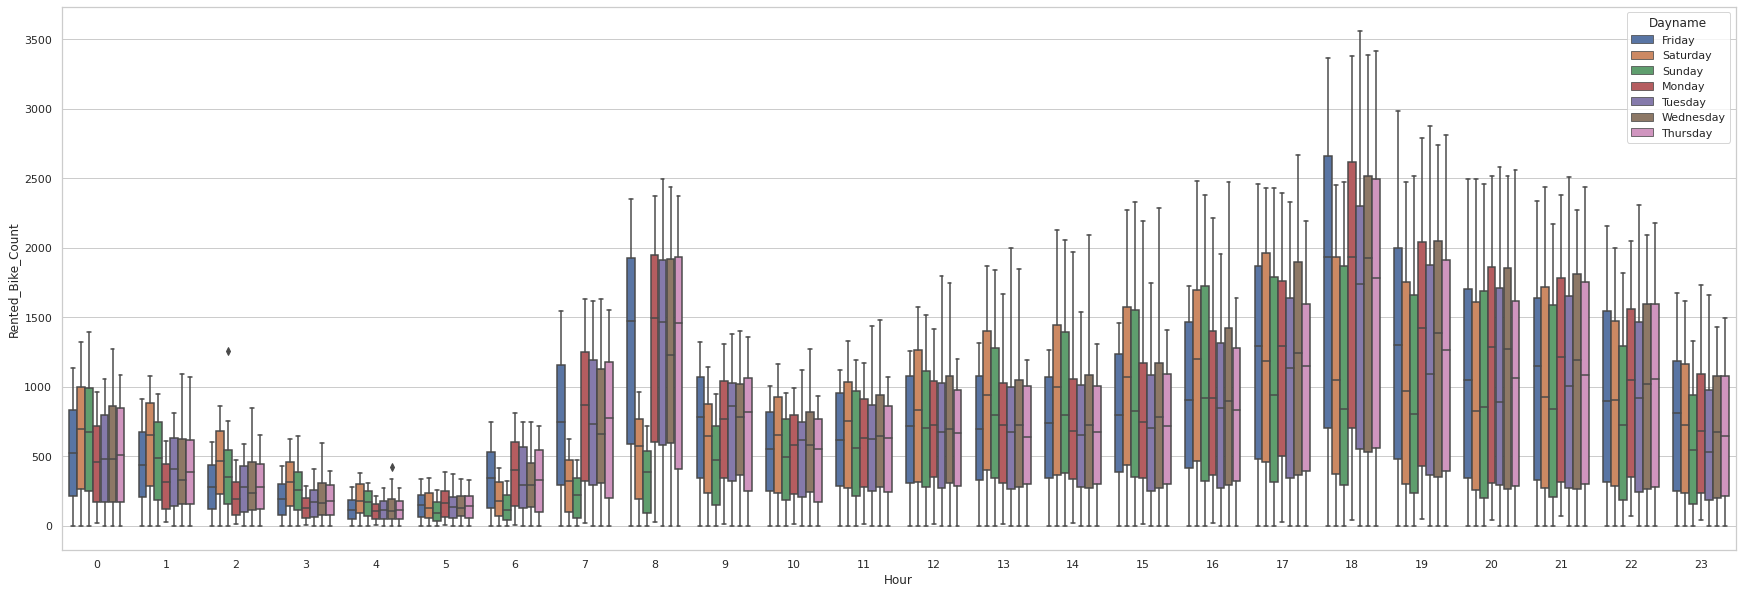 Dayname
Friday
Saturday
Sunday
Monday
Tuesday
Wednesday
Thursday
Rented_Bike_Count
3500
3000
2500
2000
1500
1000
500
0
0 1 2 3 4 5 6 7 8 9 10 11 12 13 14 15 16 17 18 19 20 21 22 23
Hour